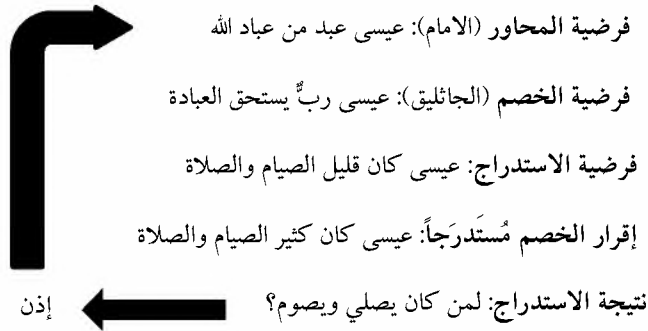 فرضية المحاور (الامام): عيسى عبد من عباد الله
فرضية الخصم (الجاثليق): عيسى ربٌّ يستحق العبادة
فرضية الاستدراج: عيسى كان قليل الصيام والصلاة
إقرار الخصم مُستَدرَجاً: عيسى كان كثير الصيام والصلاة
نتيجة الاستدراج: لمن كان يصلي ويصوم؟ إذن